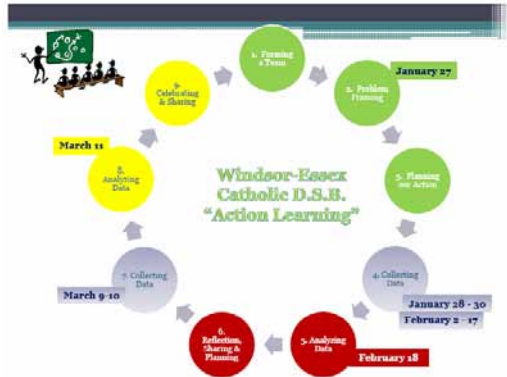 1. Forming
a Team
January 27
2. Problem
Framing
3. Planning
our Action
4. Collecting
Data
January 28 - 30
February 2 - 17
5. Analyzing
Data
February 18
6.
Reflection,
Sharing &
Planning
7. Collecting
Data
March 9-10
8.
Analyzing
Data
March 11
9.
Celebrating
& Sharing
Windsor-Essex
Catholic D.S.B.
“Action Learning”